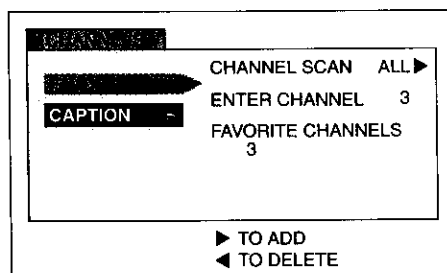 CHANNEL SCAN ALL ▶
ENTER CHANNEL 3
CAPTION -
FAVORITE CHANNELS
3
▶ TO ADD
◀ TO DELETE